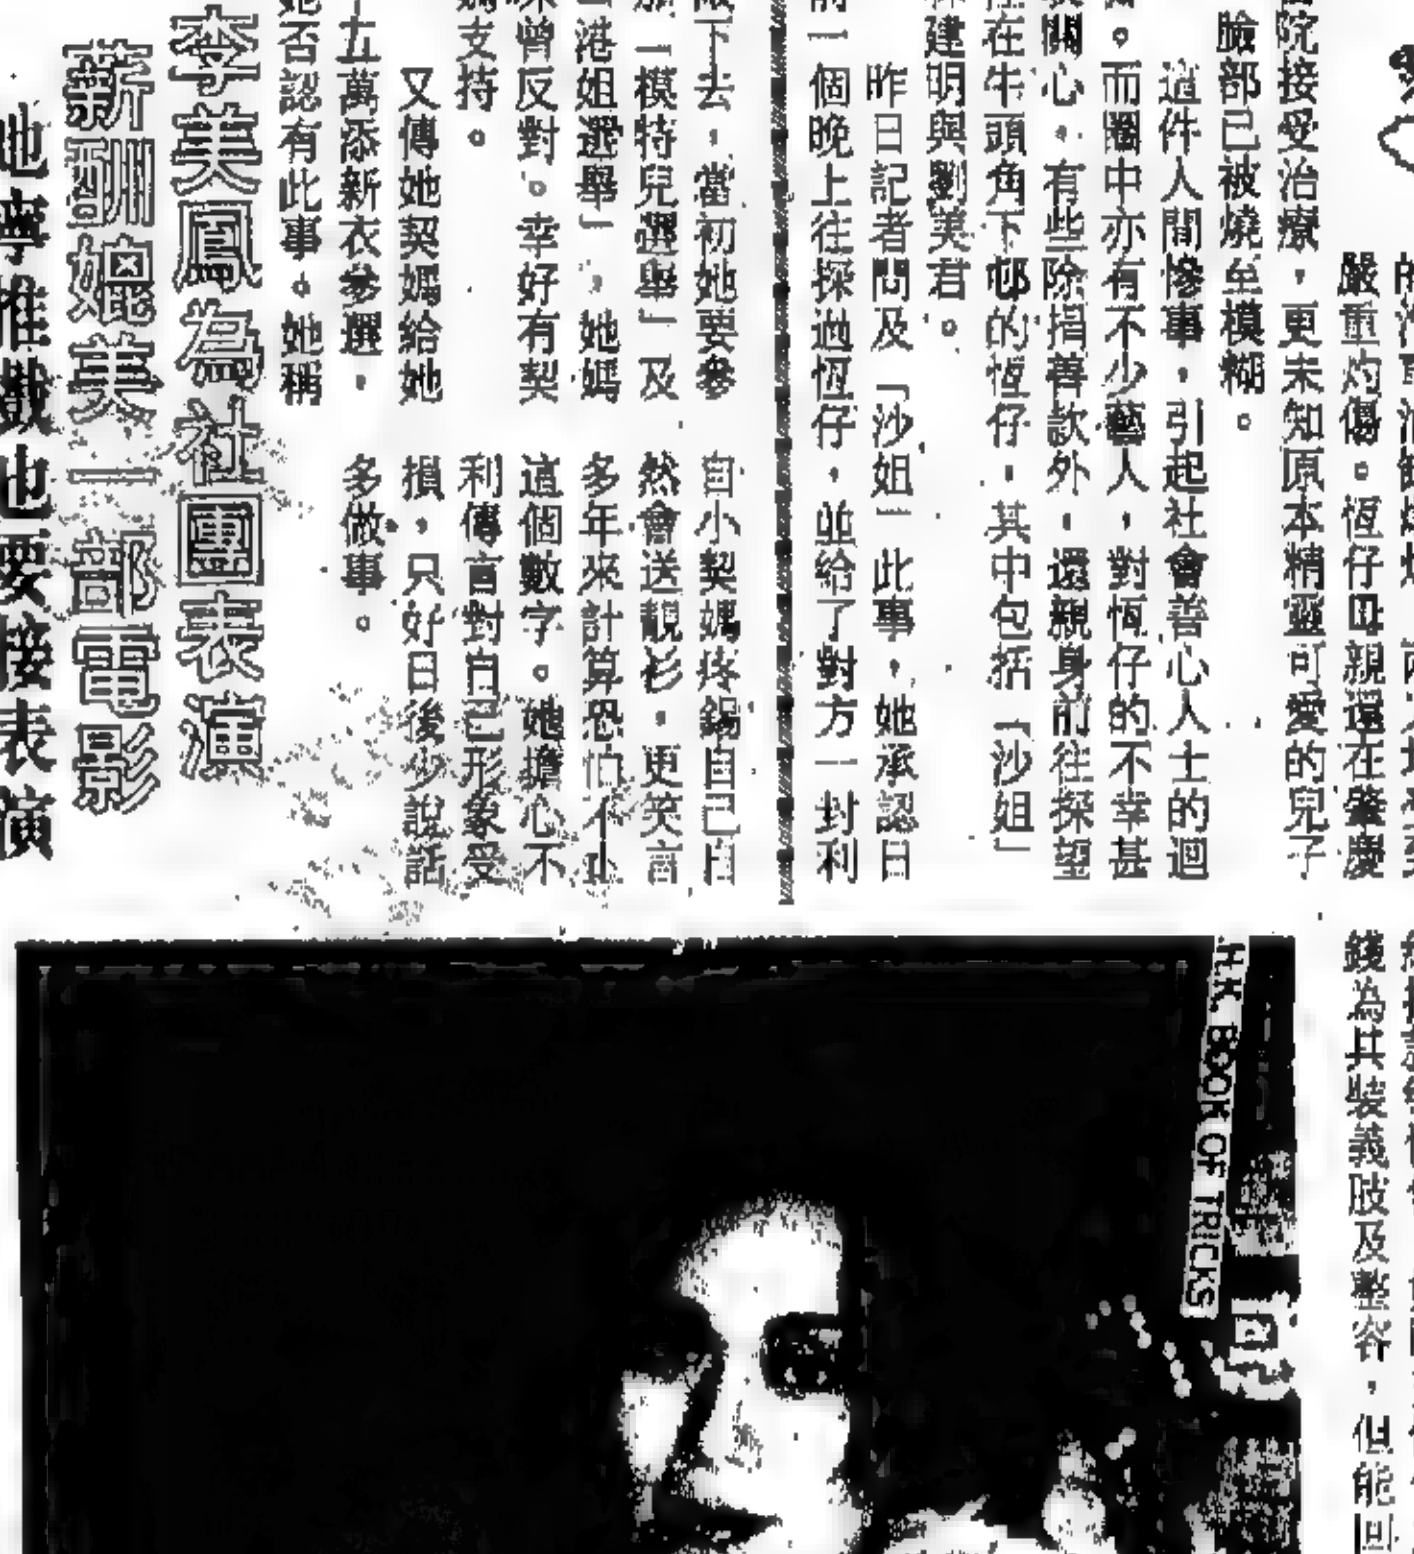 嚴重灼傷。恆仔母親還在肇慶
院接受治療，更未知原本精靈可愛的兒子
臉部已被燒至模糊。
這件人間慘事，引起社會善心人士的迴
。而圈中亦有不少藝人，對恆仔的不幸甚
關心。有些除捐善款外，還親身前往探望
在牛頭角下邨的恆仔，其中包括「沙姐」
建明與劉美君。
昨日記者問及「沙姐」此事，她承認日
前一個晚上往探過恆仔，並給了對方一封利
下去，當初她要參
「模特兒選舉」及
港姐選舉」，她媽
曾反對。幸好有契
支持。
又傳她契媽給她
十五萬添新衣參選，
她否認有此事。她稱
自小契媽疼錫自己自
然會送靚衫，更笑言
多年來計算恐怕不止
這個數字。她擔心不
利傳言對自己形象受
損，只好日後少說話
多做事。
李美鳳為社團表演
薪酬媲美一部電影
她寧推戲也要接表演
錢為其裝義肢及整容，但能回
H.K. BOOK OF TRICKS